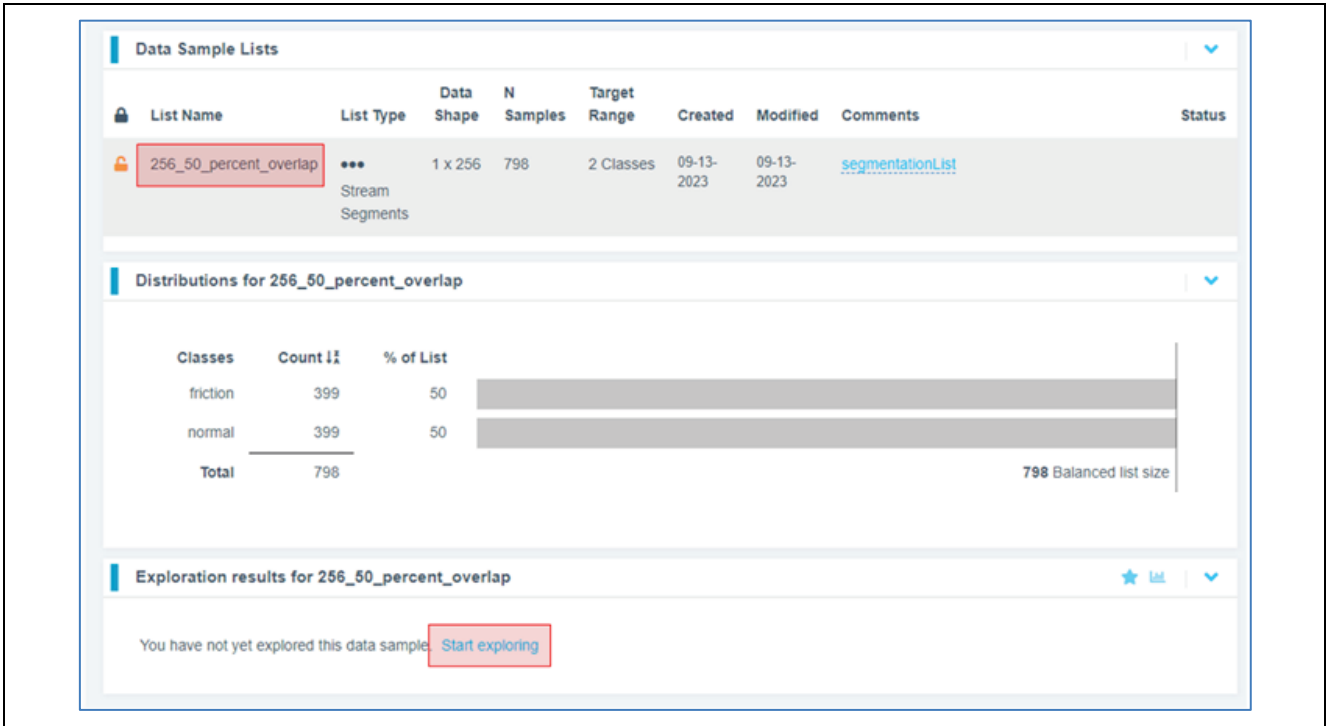 Data Sample Lists
List Name List Type Data Shape N Samples Target Range Created Modified Comments Status
256_50_percent_overlap ••• Stream Segments 1 x 256 798 2 Classes 09-13-2023 09-13-2023 segmentationList
Distributions for 256_50_percent_overlap
Classes Count % of List
friction 399 50
normal 399 50
Total 798
798 Balanced list size
Exploration results for 256_50_percent_overlap
You have not yet explored this data sample. Start exploring